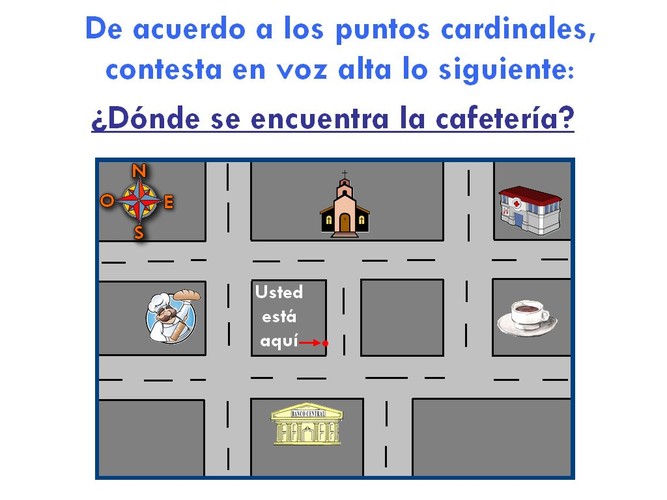 De acuerdo a los puntos cardinales,
contesta en voz alta lo siguiente:
¿Dónde se encuentra la cafetería?
N
O E
S
Usted
está
aquí
BANCO CENTRAL